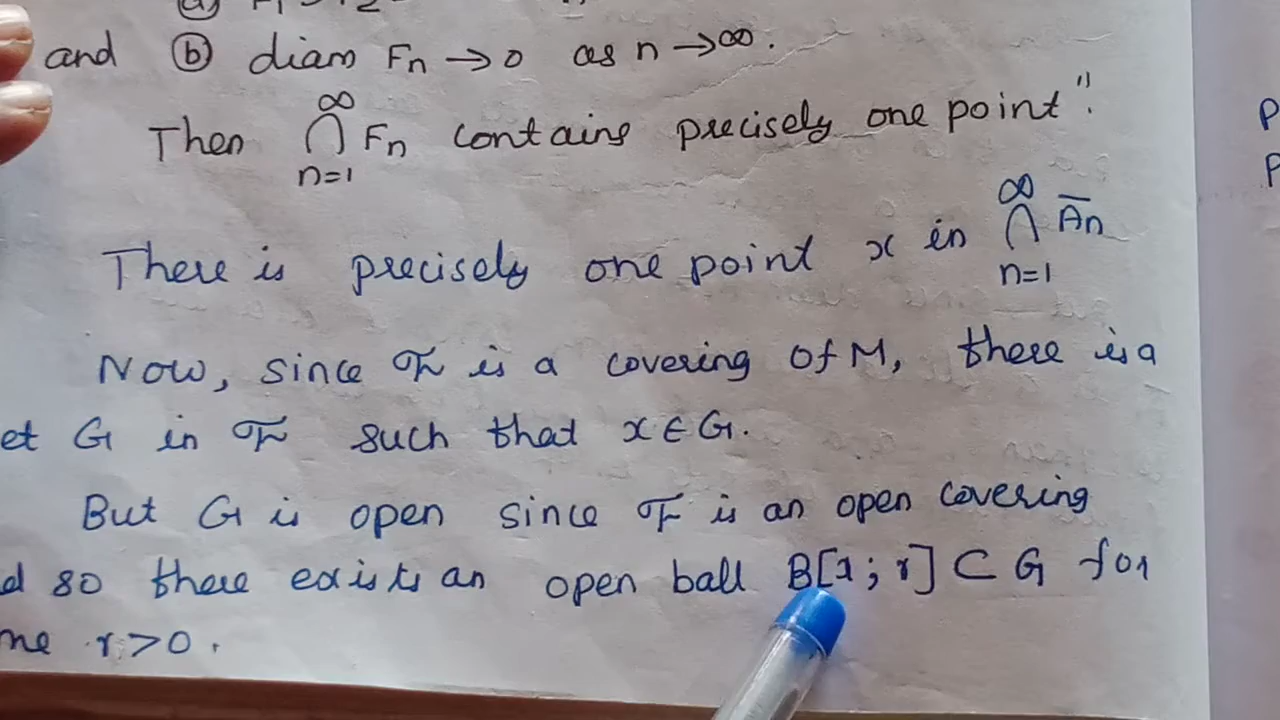 and (b) diam Fn → 0 as n → ∞.
Then ∞ ∩ n=1 Fn contains precisely one point".
There is precisely one point x in ∞ ∩ n=1 Ān
Now, since ℱ is a covering of M, there is a
et G in ℱ such that x ∈ G.
But G is open since ℱ is an open covering
d so there exists an open ball B[x; r] ⊂ G for
me r > 0.